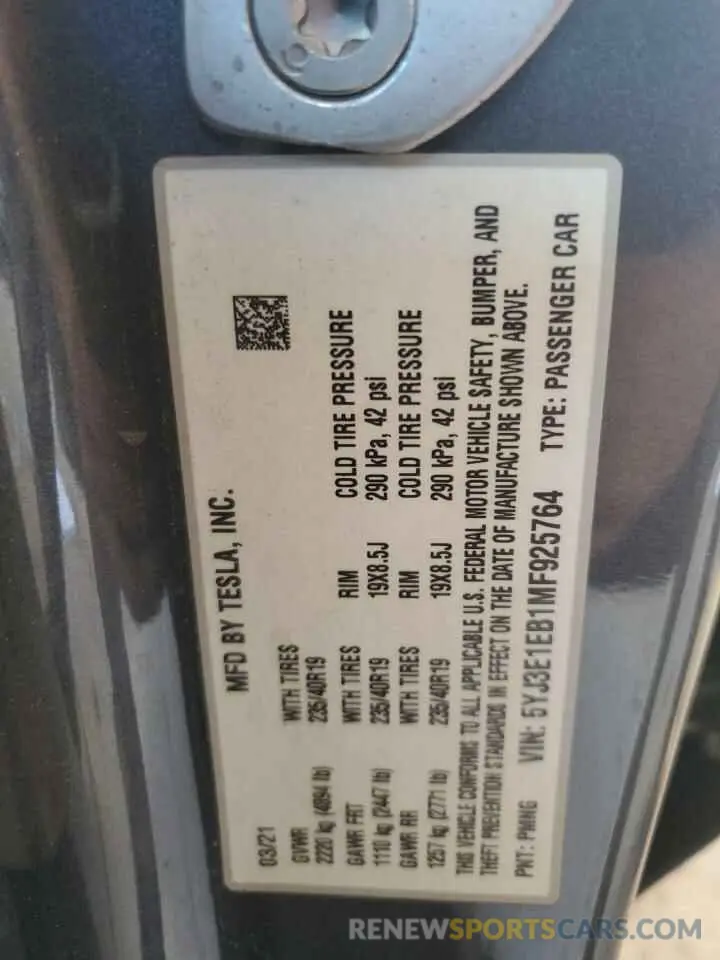 MFD BY TESLA, INC.
03/21
GVWR WITH TIRES
2220 kg (4894 lb) 235/40R19
GAWR FRT WITH TIRES RIM COLD TIRE PRESSURE
1110 kg (2447 lb) 235/40R19 19X8.5J 290 kPa, 42 psi
GAWR RR WITH TIRES RIM COLD TIRE PRESSURE
1257 kg (2771 lb) 235/40R19 19X8.5J 290 kPa, 42 psi
THIS VEHICLE CONFORMS TO ALL APPLICABLE U.S. FEDERAL MOTOR VEHICLE SAFETY, BUMPER, AND
THEFT PREVENTION STANDARDS IN EFFECT ON THE DATE OF MANUFACTURE SHOWN ABOVE.
PNT: PMNG VIN: 5YJ3E1EB1MF925764 TYPE: PASSENGER CAR
RENEWSPORTSCARS.COM